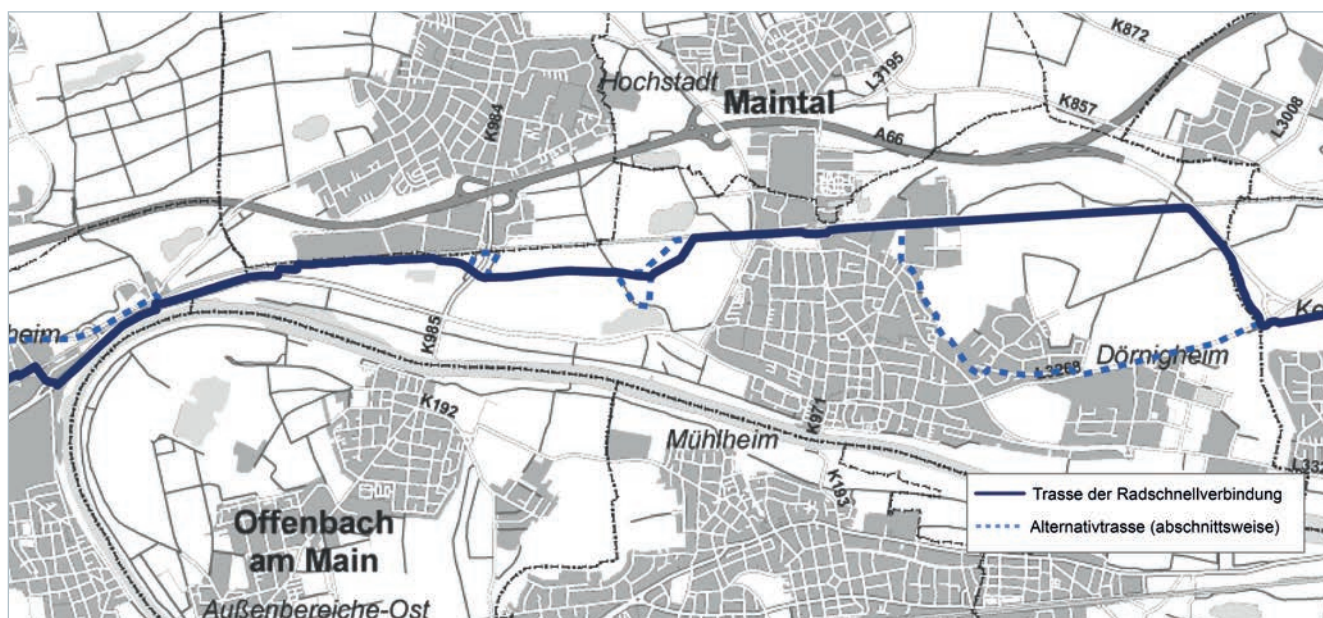 K872
Hochstadt
L3195
Maintal
K857
K984
L3008
A66
heim
K985
Ke
Dörnigheim
L3268
K192
K971
Mühlheim
L332
K193
Offenbach
am Main
Außenbereiche-Ost
Trasse der Radschnellverbindung
Alternativtrasse (abschnittsweise)